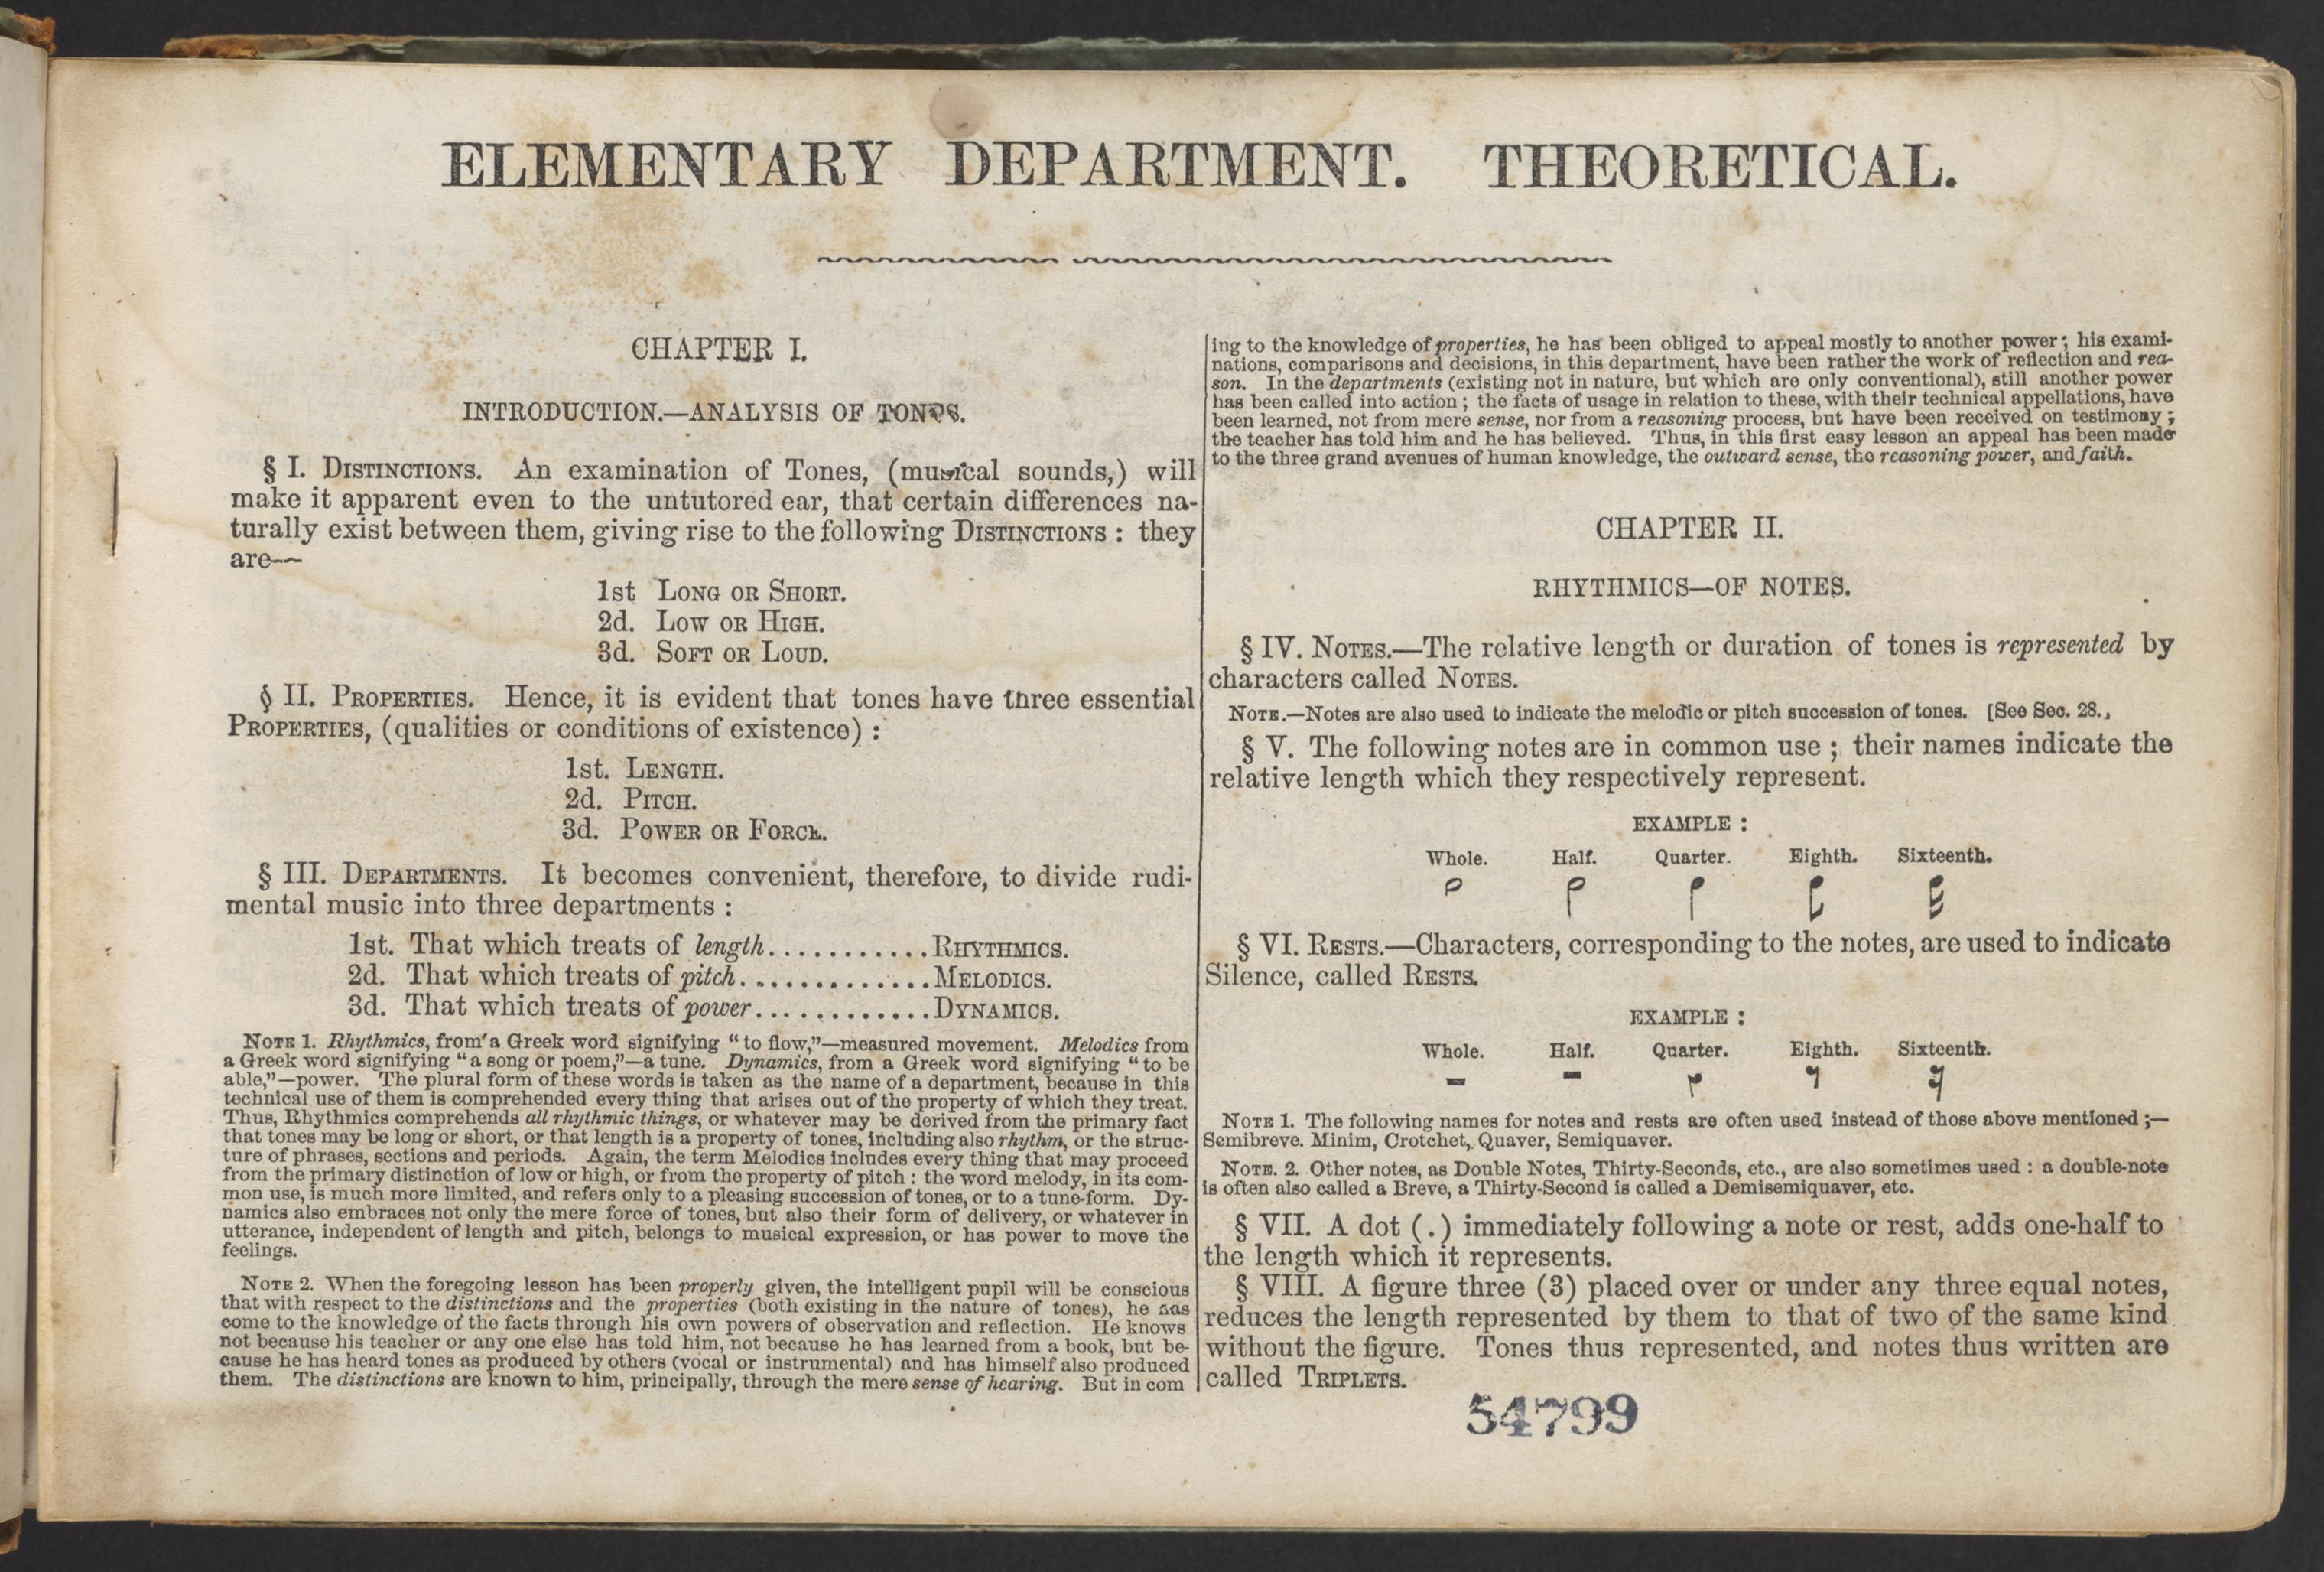 ELEMENTARY DEPARTMENT. THEORETICAL.
CHAPTER I.
INTRODUCTION.—ANALYSIS OF TONES.
§ I. DISTINCTIONS. An examination of Tones, (musical sounds,) will
make it apparent even to the untutored ear, that certain differences na-
turally exist between them, giving rise to the following DISTINCTIONS : they
are—
1st LONG OR SHORT.
2d. LOW OR HIGH.
3d. SOFT OR LOUD.
§ II. PROPERTIES. Hence, it is evident that tones have three essential
PROPERTIES, (qualities or conditions of existence) :
1st. LENGTH.
2d. PITCH.
3d. POWER OR FORCE.
§ III. DEPARTMENTS. It becomes convenient, therefore, to divide rudi-
mental music into three departments :
1st. That which treats of length............RHYTHMICS.
2d. That which treats of pitch..............MELODICS.
3d. That which treats of power.............DYNAMICS.
NOTE 1. Rhythmics, from a Greek word signifying "to flow,"—measured movement. Melodics from
a Greek word signifying "a song or poem,"—a tune. Dynamics, from a Greek word signifying "to be
able,"—power. The plural form of these words is taken as the name of a department, because in this
technical use of them is comprehended every thing that arises out of the property of which they treat.
Thus, Rhythmics comprehends all rhythmic things, or whatever may be derived from the primary fact
that tones may be long or short, or that length is a property of tones, including also rhythm, or the struc-
ture of phrases, sections and periods. Again, the term Melodics includes every thing that may proceed
from the primary distinction of low or high, or from the property of pitch : the word melody, in its com-
mon use, is much more limited, and refers only to a pleasing succession of tones, or to a tune-form. Dy-
namics also embraces not only the mere force of tones, but also their form of delivery, or whatever in
utterance, independent of length and pitch, belongs to musical expression, or has power to move the
feelings.
NOTE 2. When the foregoing lesson has been properly given, the intelligent pupil will be conscious
that with respect to the distinctions and the properties (both existing in the nature of tones), he has
come to the knowledge of the facts through his own powers of observation and reflection. He knows
not because his teacher or any one else has told him, not because he has learned from a book, but be-
cause he has heard tones as produced by others (vocal or instrumental) and has himself also produced
them. The distinctions are known to him, principally, through the mere sense of hearing. But in com
ing to the knowledge of properties, he has been obliged to appeal mostly to another power ; his exami-
nations, comparisons and decisions, in this department, have been rather the work of reflection and rea-
son. In the departments (existing not in nature, but which are only conventional), still another power
has been called into action ; the facts of usage in relation to these, with their technical appellations, have
been learned, not from mere sense, nor from a reasoning process, but have been received on testimony ;
the teacher has told him and he has believed. Thus, in this first easy lesson an appeal has been made
to the three grand avenues of human knowledge, the outward sense, the reasoning power, and faith.
CHAPTER II.
RHYTHMICS—OF NOTES.
§ IV. NOTES.—The relative length or duration of tones is represented by
characters called NOTES.
NOTE.—Notes are also used to indicate the melodic or pitch succession of tones. [See Sec. 28.,
§ V. The following notes are in common use ; their names indicate the
relative length which they respectively represent.
EXAMPLE :
Whole. Half. Quarter. Eighth. Sixteenth.
§ VI. RESTS.—Characters, corresponding to the notes, are used to indicate
Silence, called RESTS.
EXAMPLE :
Whole. Half. Quarter. Eighth. Sixteenth.
NOTE 1. The following names for notes and rests are often used instead of those above mentioned ;—
Semibreve. Minim, Crotchet, Quaver, Semiquaver.
NOTE. 2. Other notes, as Double Notes, Thirty-Seconds, etc., are also sometimes used : a double-note
is often also called a Breve, a Thirty-Second is called a Demisemiquaver, etc.
§ VII. A dot (.) immediately following a note or rest, adds one-half to
the length which it represents.
§ VIII. A figure three (3) placed over or under any three equal notes,
reduces the length represented by them to that of two of the same kind
without the figure. Tones thus represented, and notes thus written are
called TRIPLETS.
54799